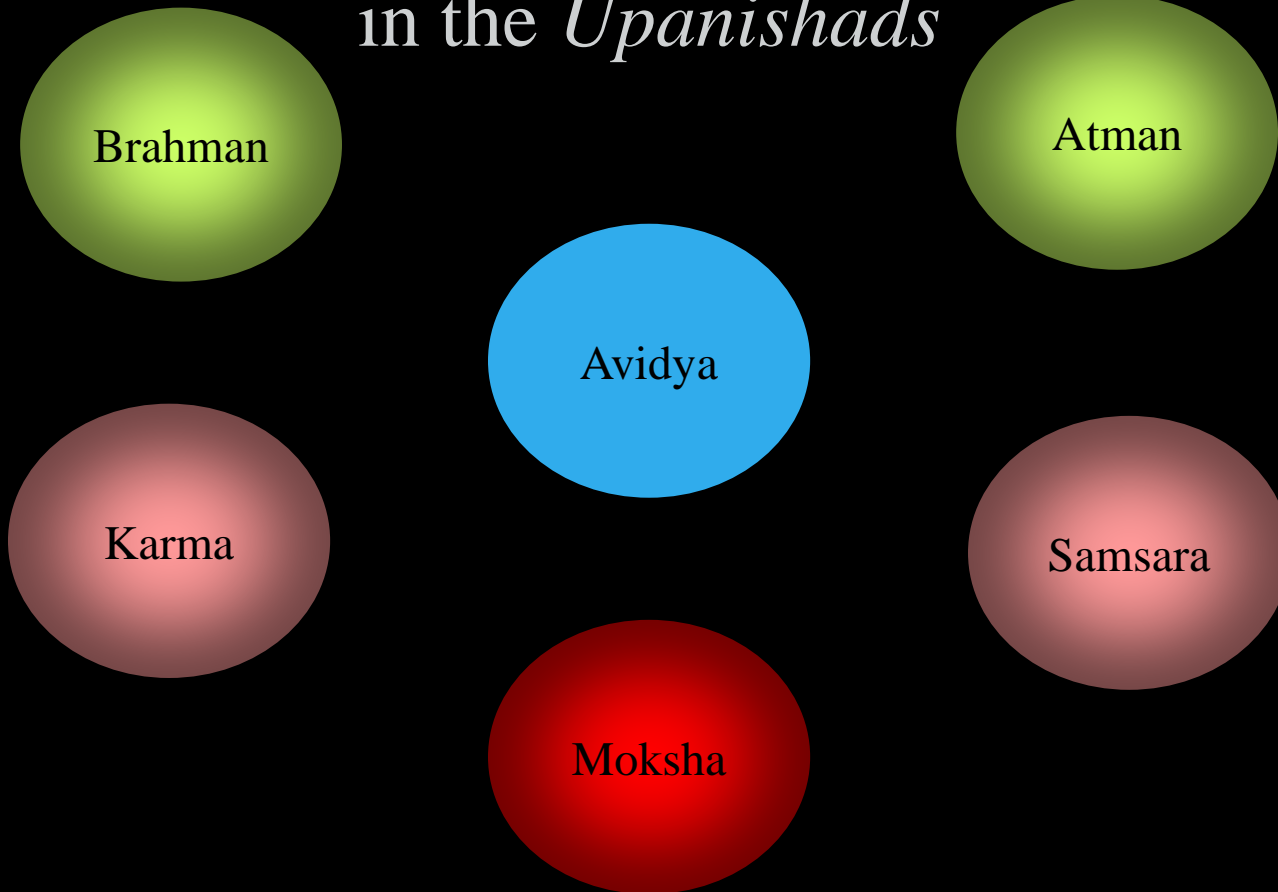 in the Upanishads
Brahman
Atman
Avidya
Karma
Samsara
Moksha